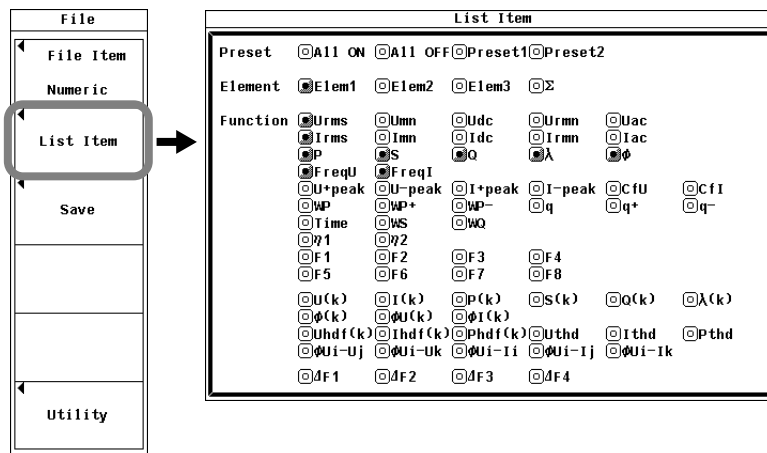 File
File Item
Numeric
List Item
Save
Utility
List Item
Preset All ON All OFF Preset1 Preset2
Element Elem1 Elem2 Elem3 Σ
Function Urms Umn Udc Urmn Uac
Irms Imn Idc Irmn Iac
P S Q λ ϕ
FreqU FreqI
U+peak U-peak I+peak I-peak CfU CfI
WP WP+ WP- q q+ q-
Time WS WQ
η1 η2
F1 F2 F3 F4
F5 F6 F7 F8
U(k) I(k) P(k) S(k) Q(k) λ(k)
ϕ(k) ϕU(k) ϕI(k)
Uhdf(k) Ihdf(k) Phdf(k) Uthd Ithd Pthd
ϕUi-Uj ϕUi-Uk ϕUi-Ii ϕUi-Ij ϕUi-Ik
ΔF1 ΔF2 ΔF3 ΔF4